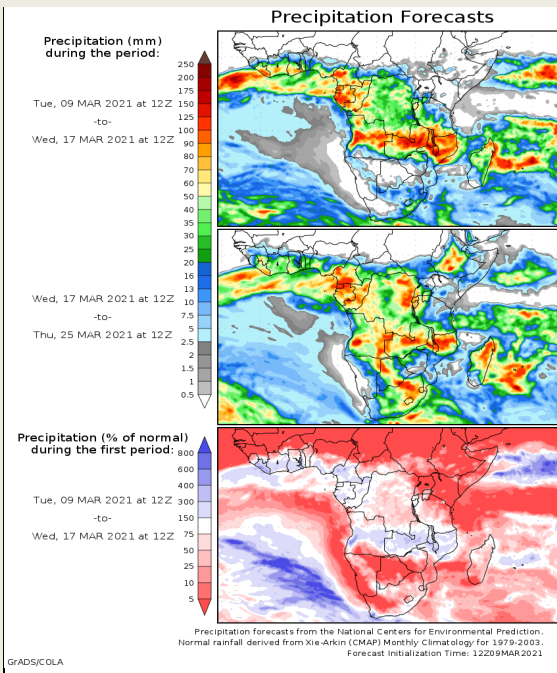 Precipitation Forecasts
Precipitation (mm)
during the period:
Tue, 09 MAR 2021 at 12Z
-to-
Wed, 17 MAR 2021 at 12Z
250
200
175
150
125
100
90
80
70
60
50
40
35
30
25
20
16
13
10
7.5
5
2.5
2
1.5
1
0.5
Wed, 17 MAR 2021 at 12Z
-to-
Thu, 25 MAR 2021 at 12Z
Precipitation (% of normal)
during the first period:
Tue, 09 MAR 2021 at 12Z
-to-
Wed, 17 MAR 2021 at 12Z
800
600
400
300
150
75
50
25
10
5
Precipitation forecasts from the National Centers for Environmental Prediction.
Normal rainfall derived from Xie-Arkin (CMAP) Monthly Climatology for 1979-2003.
Forecast Initialization Time: 12Z09MAR2021
GrADS/COLA